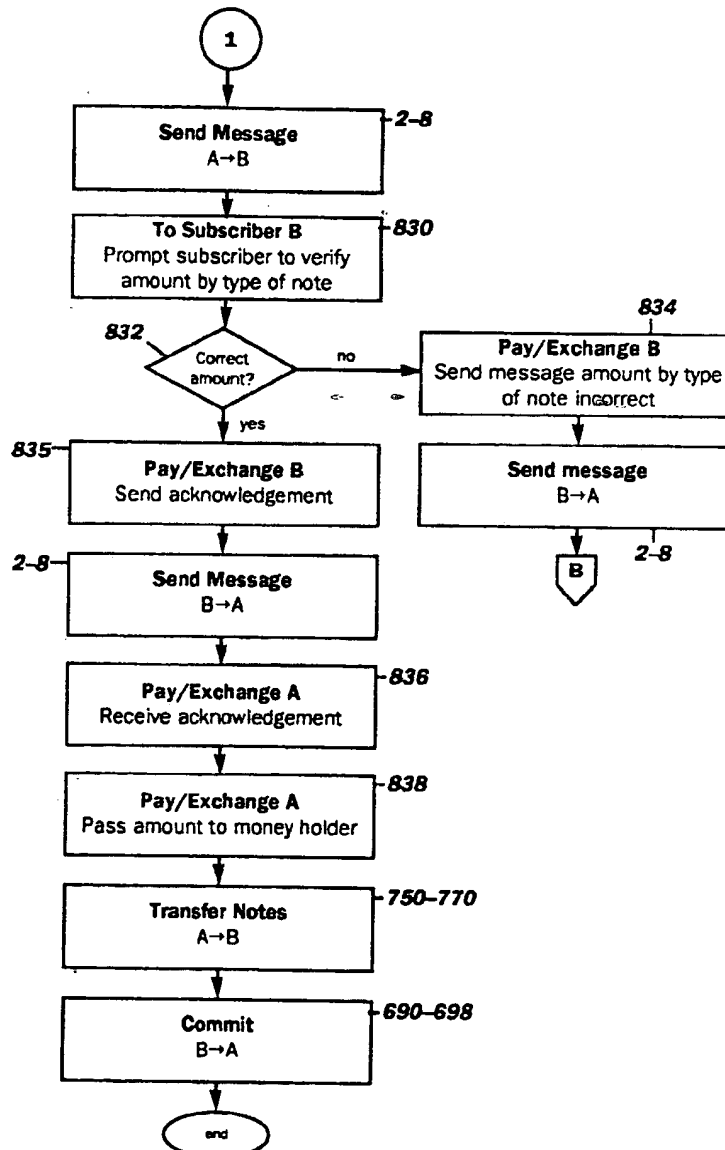 1
2–8
Send Message
A→B
830
To Subscriber B
Prompt subscriber to verify
amount by type of note
832
Correct
amount?
no
yes
834
Pay/Exchange B
Send message amount by type
of note incorrect
Send message
B→A
2–8
B
835
Pay/Exchange B
Send acknowledgement
2–8
Send Message
B→A
836
Pay/Exchange A
Receive acknowledgement
838
Pay/Exchange A
Pass amount to money holder
750–770
Transfer Notes
A→B
690–698
Commit
B→A
end